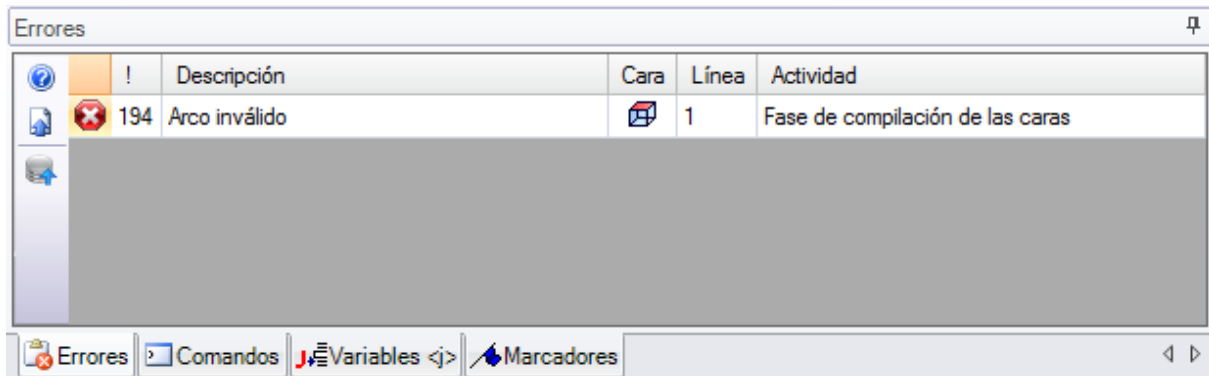 Errores
! Descripción Cara Línea Actividad
194 Arco inválido 1 Fase de compilación de las caras
Errores Comandos Variables <j> Marcadores